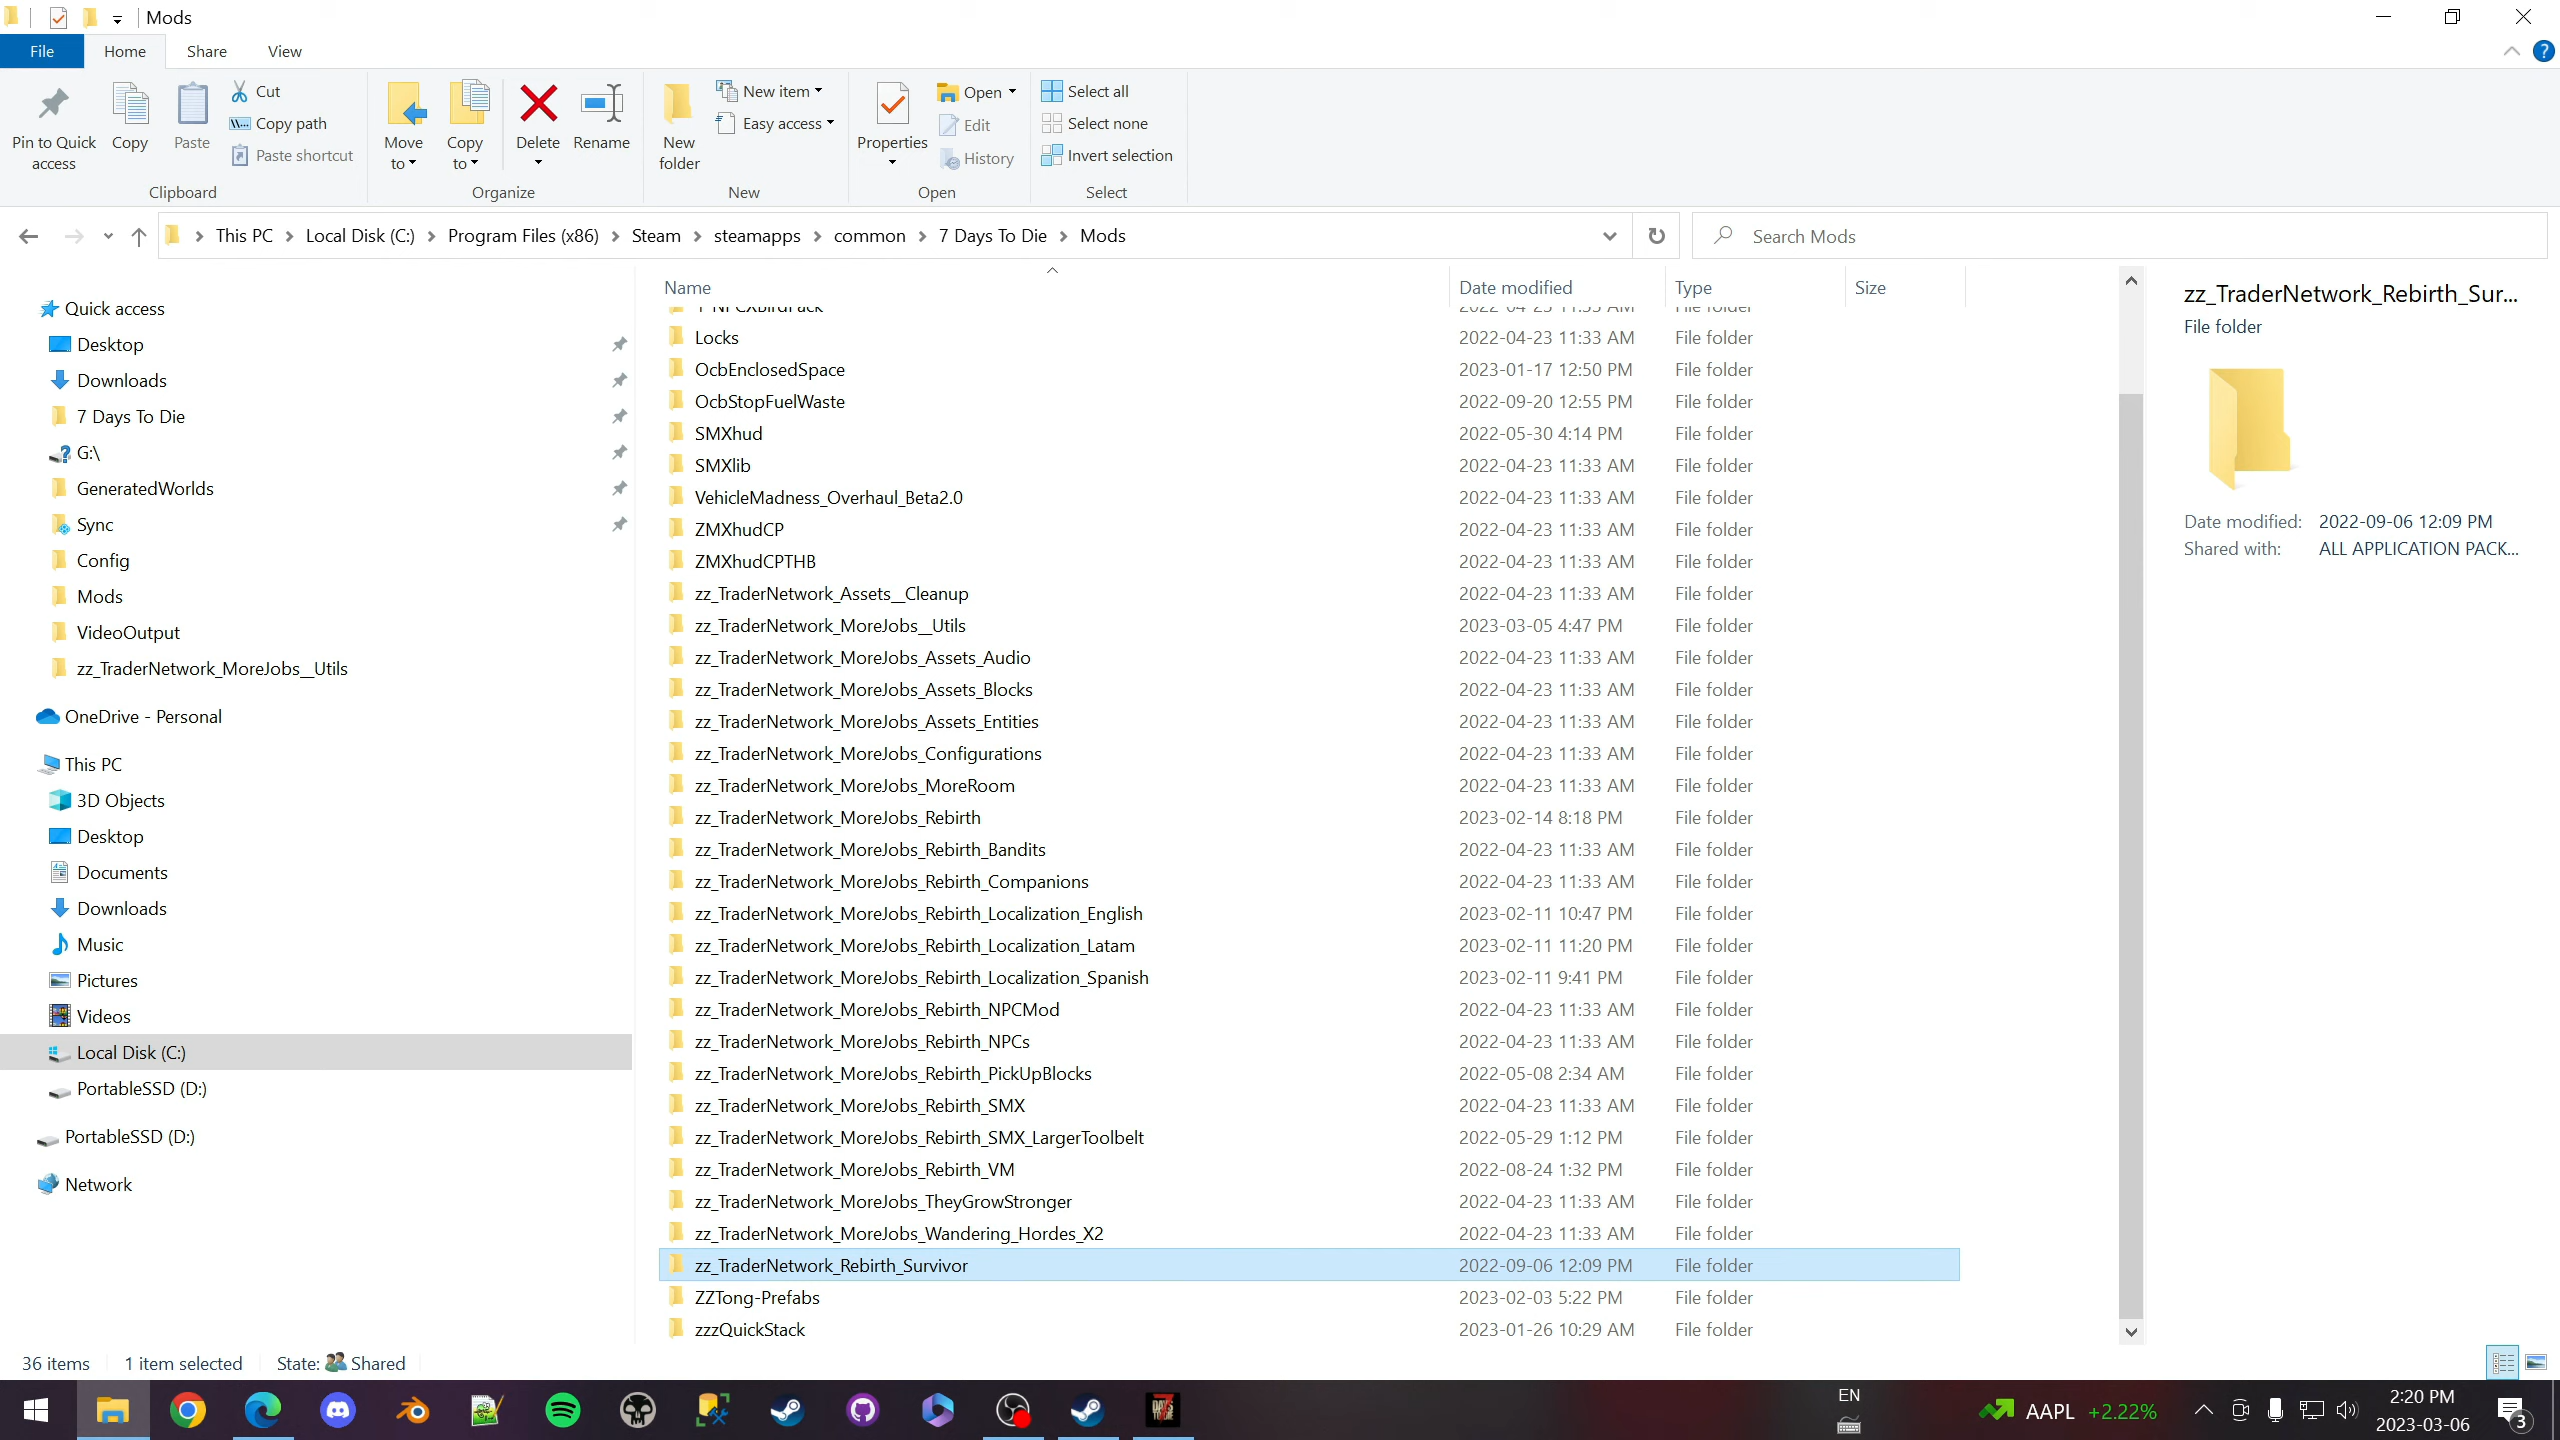 Mods
File Home Share View
Pin to Quick access
Copy
Paste
Cut
Copy path
Paste shortcut
Clipboard
Move to
Copy to
Delete
Rename
Organize
New folder
New item
Easy access
New
Properties
Open
Edit
History
Open
Select all
Select none
Invert selection
Select
This PC > Local Disk (C:) > Program Files (x86) > Steam > steamapps > common > 7 Days To Die > Mods
Search Mods
Quick access
Desktop
Downloads
7 Days To Die
G:\
GeneratedWorlds
Sync
Config
Mods
VideoOutput
zz_TraderNetwork_MoreJobs__Utils
OneDrive - Personal
This PC
3D Objects
Desktop
Documents
Downloads
Music
Pictures
Videos
Local Disk (C:)
PortableSSD (D:)
PortableSSD (D:)
Network
Name Date modified Type Size
Locks 2022-04-23 11:33 AM File folder
OcbEnclosedSpace 2023-01-17 12:50 PM File folder
OcbStopFuelWaste 2022-09-20 12:55 PM File folder
SMXhud 2022-05-30 4:14 PM File folder
SMXlib 2022-04-23 11:33 AM File folder
VehicleMadness_Overhaul_Beta2.0 2022-04-23 11:33 AM File folder
ZMXhudCP 2022-04-23 11:33 AM File folder
ZMXhudCPTHB 2022-04-23 11:33 AM File folder
zz_TraderNetwork_Assets__Cleanup 2022-04-23 11:33 AM File folder
zz_TraderNetwork_MoreJobs__Utils 2023-03-05 4:47 PM File folder
zz_TraderNetwork_MoreJobs_Assets_Audio 2022-04-23 11:33 AM File folder
zz_TraderNetwork_MoreJobs_Assets_Blocks 2022-04-23 11:33 AM File folder
zz_TraderNetwork_MoreJobs_Assets_Entities 2022-04-23 11:33 AM File folder
zz_TraderNetwork_MoreJobs_Configurations 2022-04-23 11:33 AM File folder
zz_TraderNetwork_MoreJobs_MoreRoom 2022-04-23 11:33 AM File folder
zz_TraderNetwork_MoreJobs_Rebirth 2023-02-14 8:18 PM File folder
zz_TraderNetwork_MoreJobs_Rebirth_Bandits 2022-04-23 11:33 AM File folder
zz_TraderNetwork_MoreJobs_Rebirth_Companions 2022-04-23 11:33 AM File folder
zz_TraderNetwork_MoreJobs_Rebirth_Localization_English 2023-02-11 10:47 PM File folder
zz_TraderNetwork_MoreJobs_Rebirth_Localization_Latam 2023-02-11 11:20 PM File folder
zz_TraderNetwork_MoreJobs_Rebirth_Localization_Spanish 2023-02-11 9:41 PM File folder
zz_TraderNetwork_MoreJobs_Rebirth_NPCMod 2022-04-23 11:33 AM File folder
zz_TraderNetwork_MoreJobs_Rebirth_NPCs 2022-04-23 11:33 AM File folder
zz_TraderNetwork_MoreJobs_Rebirth_PickUpBlocks 2022-05-08 2:34 AM File folder
zz_TraderNetwork_MoreJobs_Rebirth_SMX 2022-04-23 11:33 AM File folder
zz_TraderNetwork_MoreJobs_Rebirth_SMX_LargerToolbelt 2022-05-29 1:12 PM File folder
zz_TraderNetwork_MoreJobs_Rebirth_VM 2022-08-24 1:32 PM File folder
zz_TraderNetwork_MoreJobs_TheyGrowStronger 2022-04-23 11:33 AM File folder
zz_TraderNetwork_MoreJobs_Wandering_Hordes_X2 2022-04-23 11:33 AM File folder
zz_TraderNetwork_Rebirth_Survivor 2022-09-06 12:09 PM File folder
ZZTong-Prefabs 2023-02-03 5:22 PM File folder
zzzQuickStack 2023-01-26 10:29 AM File folder
zz_TraderNetwork_Rebirth_Sur...
File folder
Date modified: 2022-09-06 12:09 PM
Shared with: ALL APPLICATION PACK...
36 items 1 item selected State: Shared
EN
AAPL +2.22%
2:20 PM
2023-03-06
3
7 DAYS TO DIE